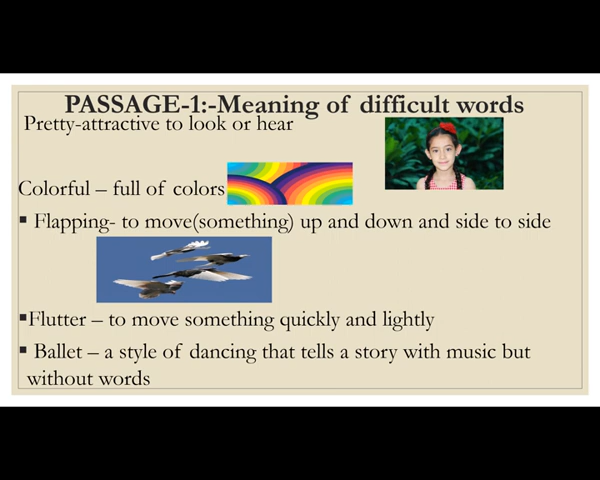 PASSAGE-1:-Meaning of difficult words
Pretty-attractive to look or hear
Colorful – full of colors
▪ Flapping- to move(something) up and down and side to side
▪Flutter – to move something quickly and lightly
▪ Ballet – a style of dancing that tells a story with music but
without words